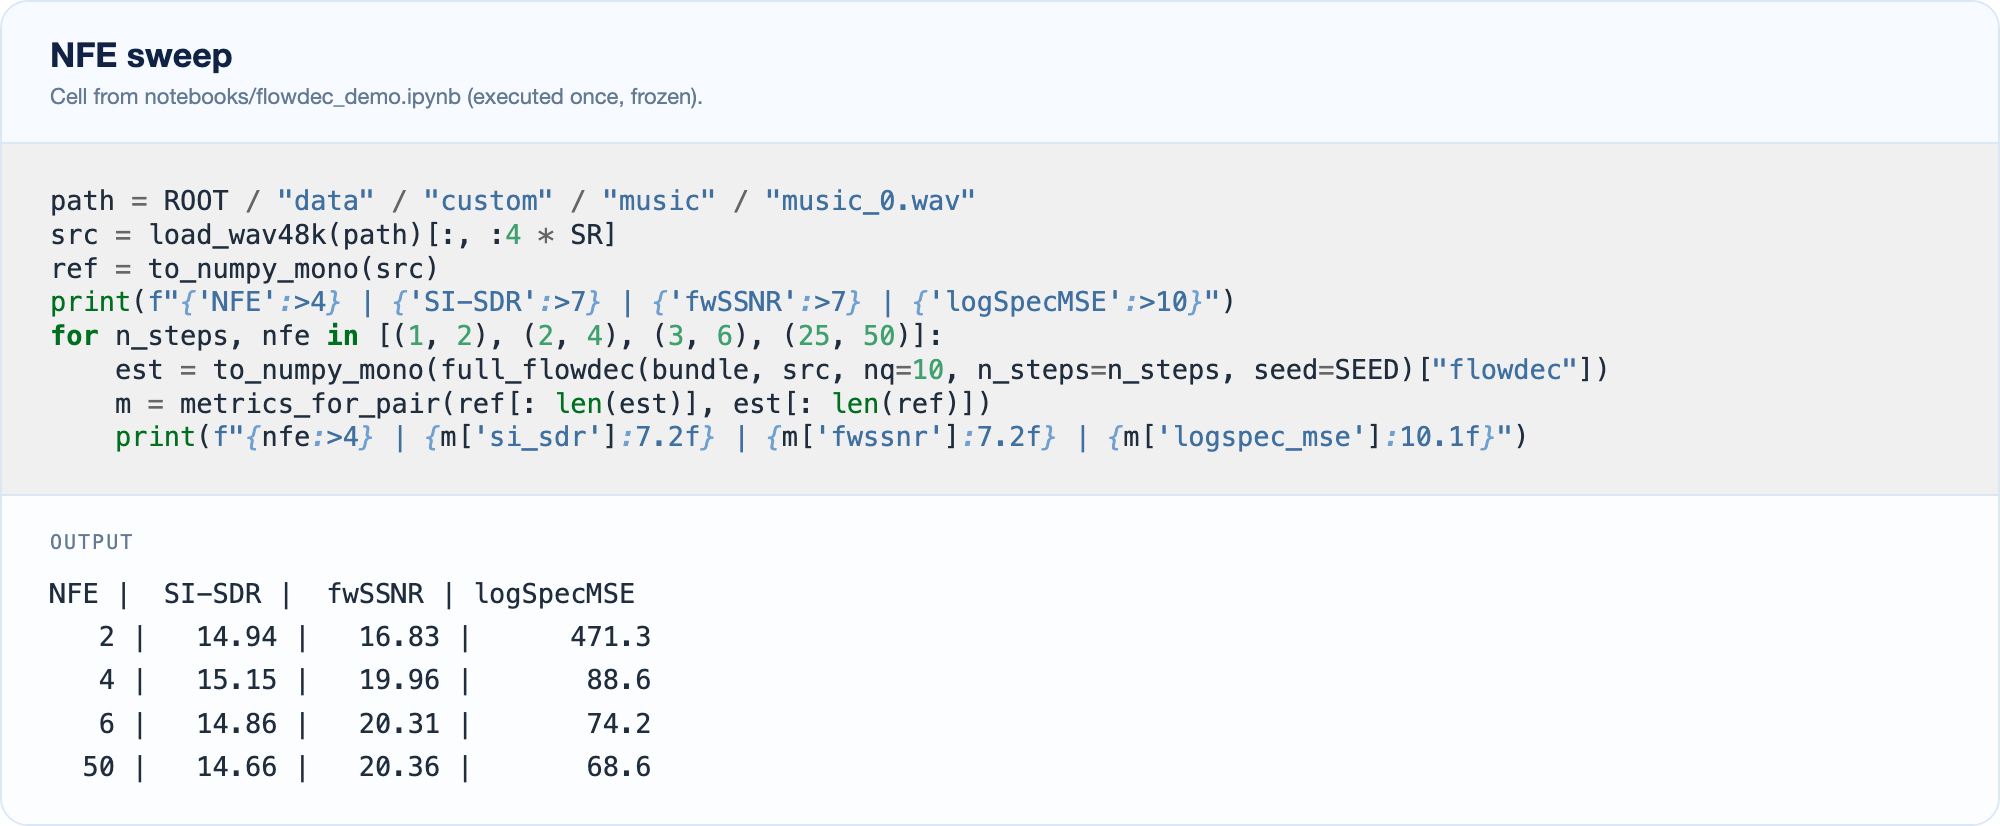 NFE sweep
Cell from notebooks/flowdec_demo.ipynb (executed once, frozen).
path = ROOT / "data" / "custom" / "music" / "music_0.wav"
src = load_wav48k(path)[:, :4 * SR]
ref = to_numpy_mono(src)
print(f"{'NFE':>4} | {'SI-SDR':>7} | {'fwSSNR':>7} | {'logSpecMSE':>10}")
for n_steps, nfe in [(1, 2), (2, 4), (3, 6), (25, 50)]:
    est = to_numpy_mono(full_flowdec(bundle, src, nq=10, n_steps=n_steps, seed=SEED)["flowdec"])
    m = metrics_for_pair(ref[: len(est)], est[: len(ref)])
    print(f"{nfe:>4} | {m['si_sdr']:7.2f} | {m['fwssnr']:7.2f} | {m['logspec_mse']:10.1f}")
OUTPUT
NFE |  SI-SDR |  fwSSNR | logSpecMSE
   2 |   14.94 |   16.83 |      471.3
   4 |   15.15 |   19.96 |       88.6
   6 |   14.86 |   20.31 |       74.2
  50 |   14.66 |   20.36 |       68.6